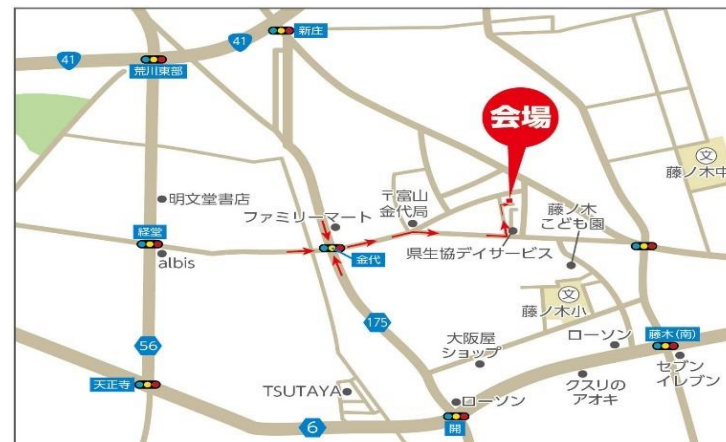 41
新庄
41
荒川東部
会場
文
藤ノ木中
〒富山
金代局
明文堂書店
ファミリーマート
藤ノ木
こども園
経堂
albis
金代
県生協デイサービス
文
藤ノ木小
175
56
大阪屋
ショップ
ローソン
藤木(南)
セブン
イレブン
クスリの
アオキ
天正寺
TSUTAYA
6
ローソン
開